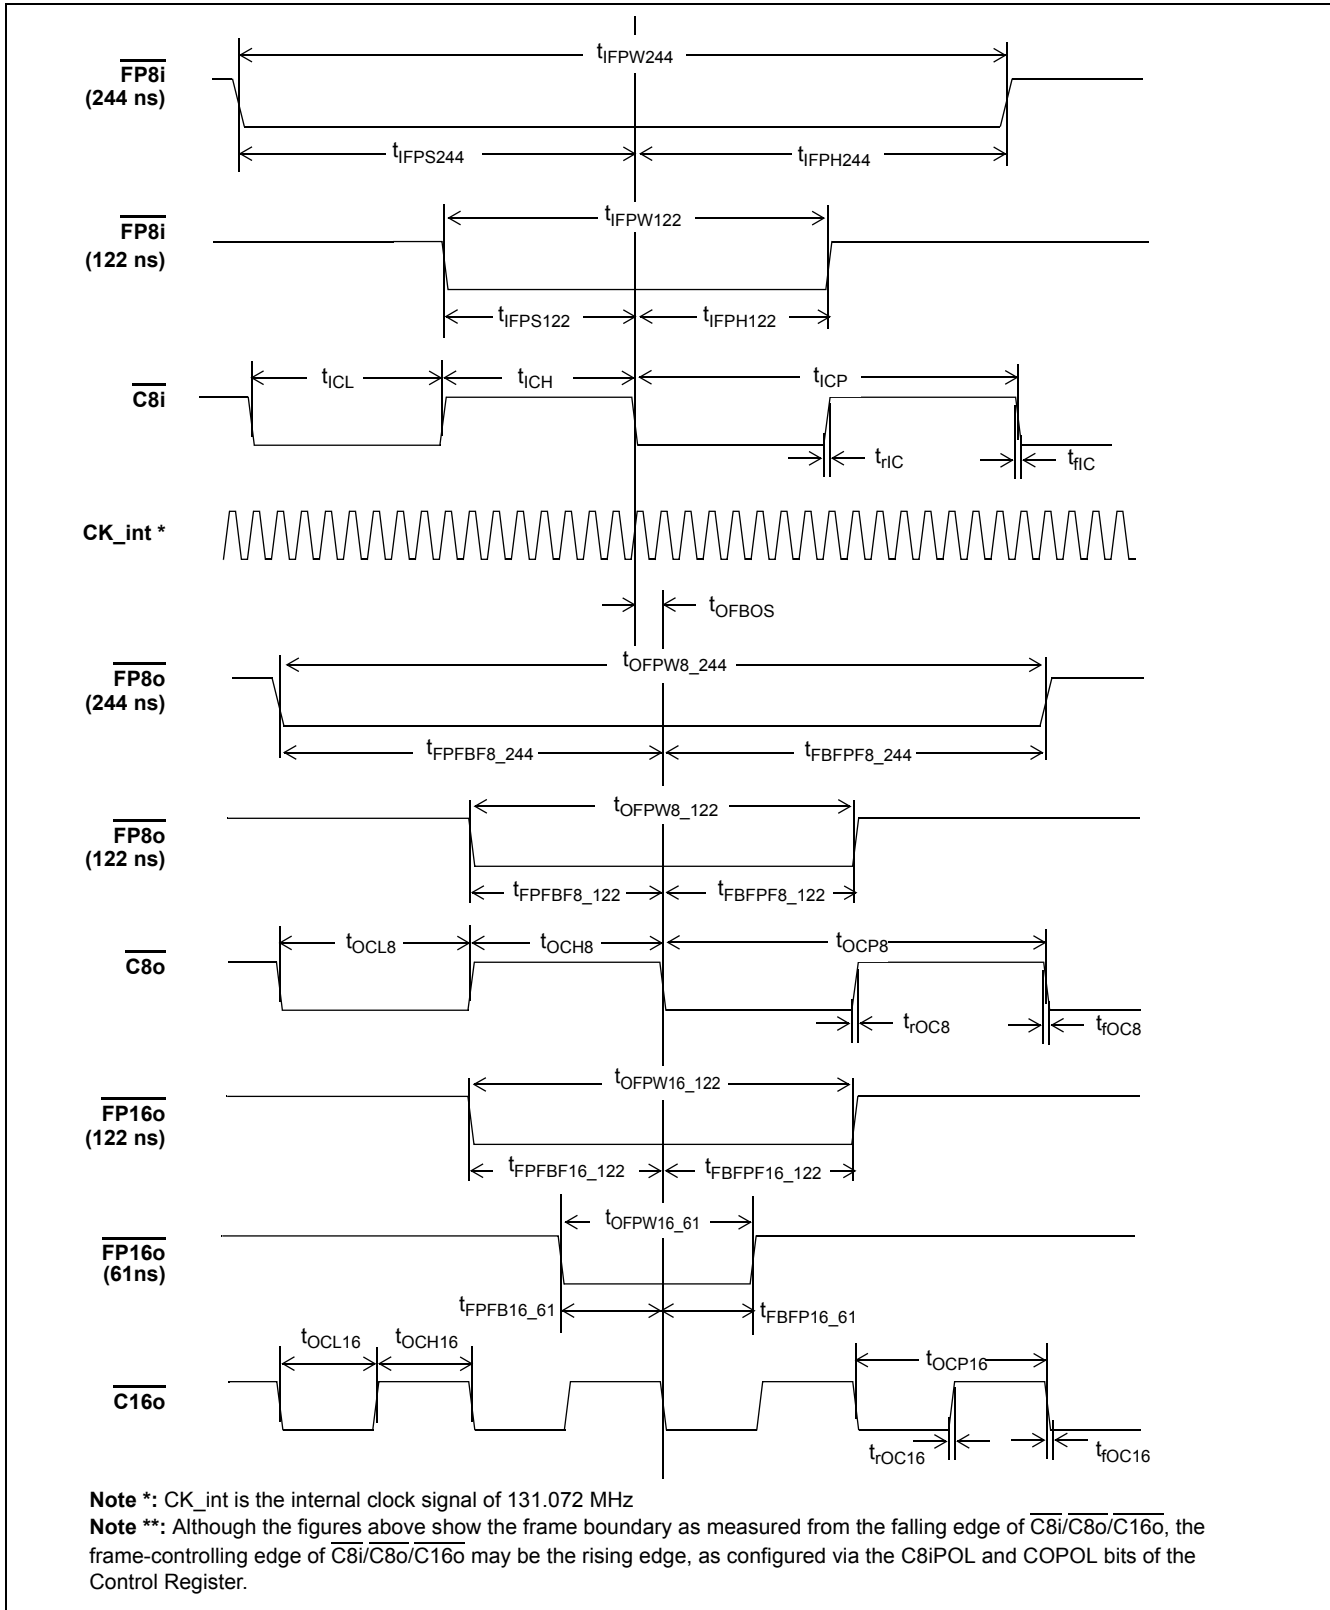 tIFPW244
FP8i
(244 ns)
tIFPS244
tIFPH244
FP8i
(122 ns)
tIFPW122
tIFPS122
tIFPH122
C8i
tICL
tICH
tICP
trIC
tfIC
CK_int *
tOFBOS
FP8o
(244 ns)
tOFPW8_244
tFPFBF8_244
tFBFPF8_244
FP8o
(122 ns)
tOFPW8_122
tFPFBF8_122
tFBFPF8_122
C8o
tOCL8
tOCH8
tOCP8
trOC8
tfOC8
FP16o
(122 ns)
tOFPW16_122
tFPFBF16_122
tFBFPF16_122
FP16o
(61ns)
tOFPW16_61
tFPFB16_61
tFBFP16_61
tOCL16
tOCH16
tOCP16
C16o
trOC16
tfOC16
Note *: CK_int is the internal clock signal of 131.072 MHz
Note **: Although the figures above show the frame boundary as measured from the falling edge of C8i/C8o/C16o, the
frame-controlling edge of C8i/C8o/C16o may be the rising edge, as configured via the C8iPOL and COPOL bits of the
Control Register.